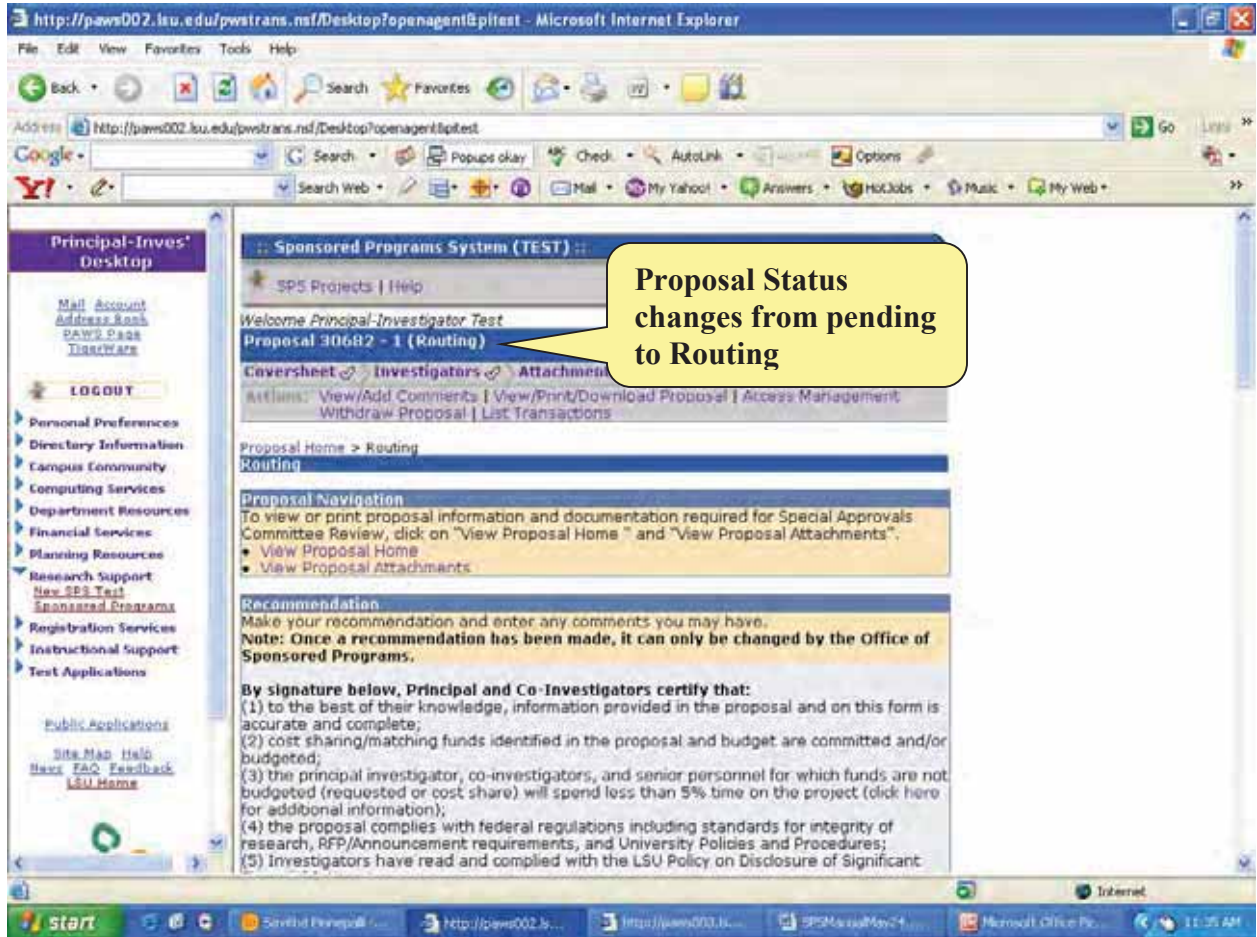 http://paws002.lsu.edu/pwstrans.nsf/Desktop?openagent&pitest - Microsoft Internet Explorer
File Edit View Favorites Tools Help
Back Search Favorites
Address http://paws002.lsu.edu/pwstrans.nsf/Desktop?openagent&pitest Go Links »
Google Search Popups okay Check AutoLink Options
Y! Search Web Mail My Yahoo! Answers HotJobs Music My Web »
Principal-Inves'
Desktop
Mail Account
Address Book
PAWS Page
TigerWare
LOGOUT
Personal Preferences
Directory Information
Campus Community
Computing Services
Department Resources
Financial Services
Planning Resources
Research Support
New SPS Test
Sponsored Programs
Registration Services
Instructional Support
Test Applications
Public Applications
Site Map Help
News FAQ Feedback
LSU Home
:: Sponsored Programs System (TEST) ::
SPS Projects | Help
Welcome Principal-Investigator Test
Proposal 30682 - 1 (Routing)
Coversheet Investigators Attachment
Actions: View/Add Comments | View/Print/Download Proposal | Access Management
Withdraw Proposal | List Transactions
Proposal Status
changes from pending
to Routing
Proposal Home > Routing
Routing
Proposal Navigation
To view or print proposal information and documentation required for Special Approvals
Committee Review, click on "View Proposal Home " and "View Proposal Attachments".
• View Proposal Home
• View Proposal Attachments
Recommendation
Make your recommendation and enter any comments you may have.
Note: Once a recommendation has been made, it can only be changed by the Office of
Sponsored Programs.
By signature below, Principal and Co-Investigators certify that:
(1) to the best of their knowledge, information provided in the proposal and on this form is
accurate and complete;
(2) cost sharing/matching funds identified in the proposal and budget are committed and/or
budgeted;
(3) the principal investigator, co-investigators, and senior personnel for which funds are not
budgeted (requested or cost share) will spend less than 5% time on the project (click here
for additional information);
(4) the proposal complies with federal regulations including standards for integrity of
research, RFP/Announcement requirements, and University Policies and Procedures;
(5) Investigators have read and complied with the LSU Policy on Disclosure of Significant
Internet
start http://paws002.ls... SPSManualMay24... Microsoft Office Pic... 11:35 AM